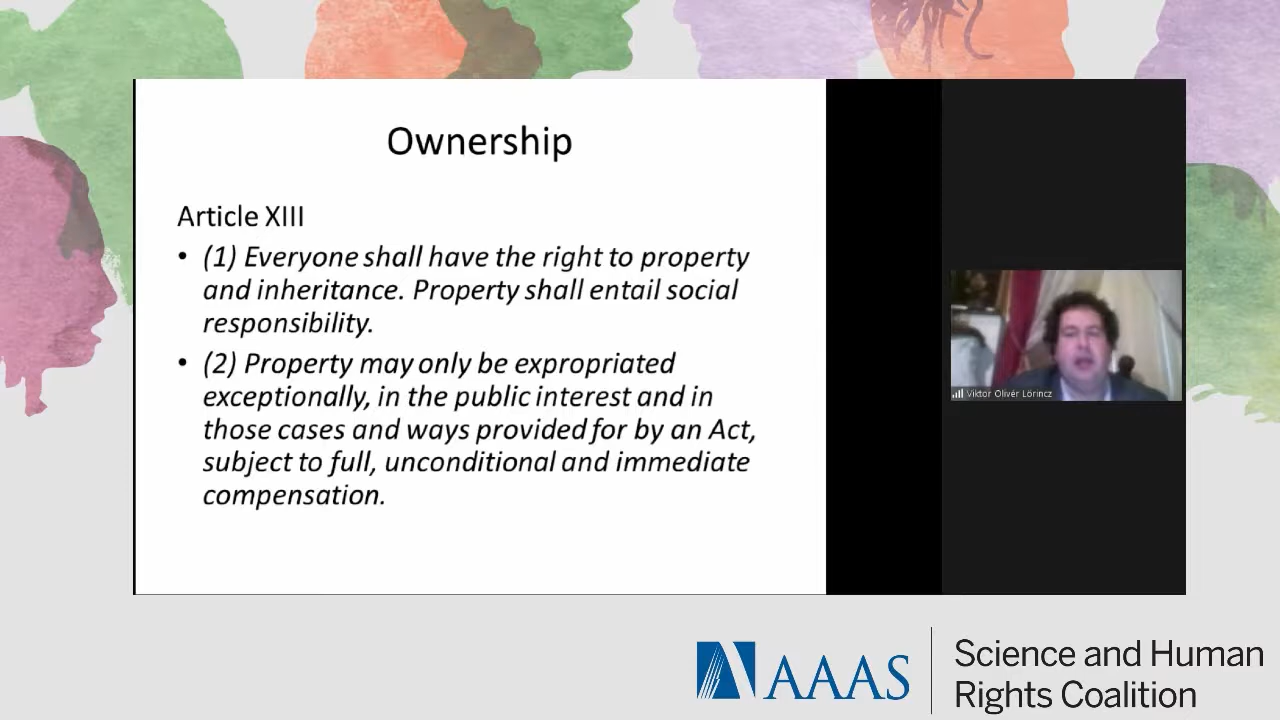 Ownership
Article XIII
• (1) Everyone shall have the right to property
and inheritance. Property shall entail social
responsibility.
• (2) Property may only be expropriated
exceptionally, in the public interest and in
those cases and ways provided for by an Act,
subject to full, unconditional and immediate
compensation.
Viktor Olivér Lőrincz
AAAS
Science and Human
Rights Coalition